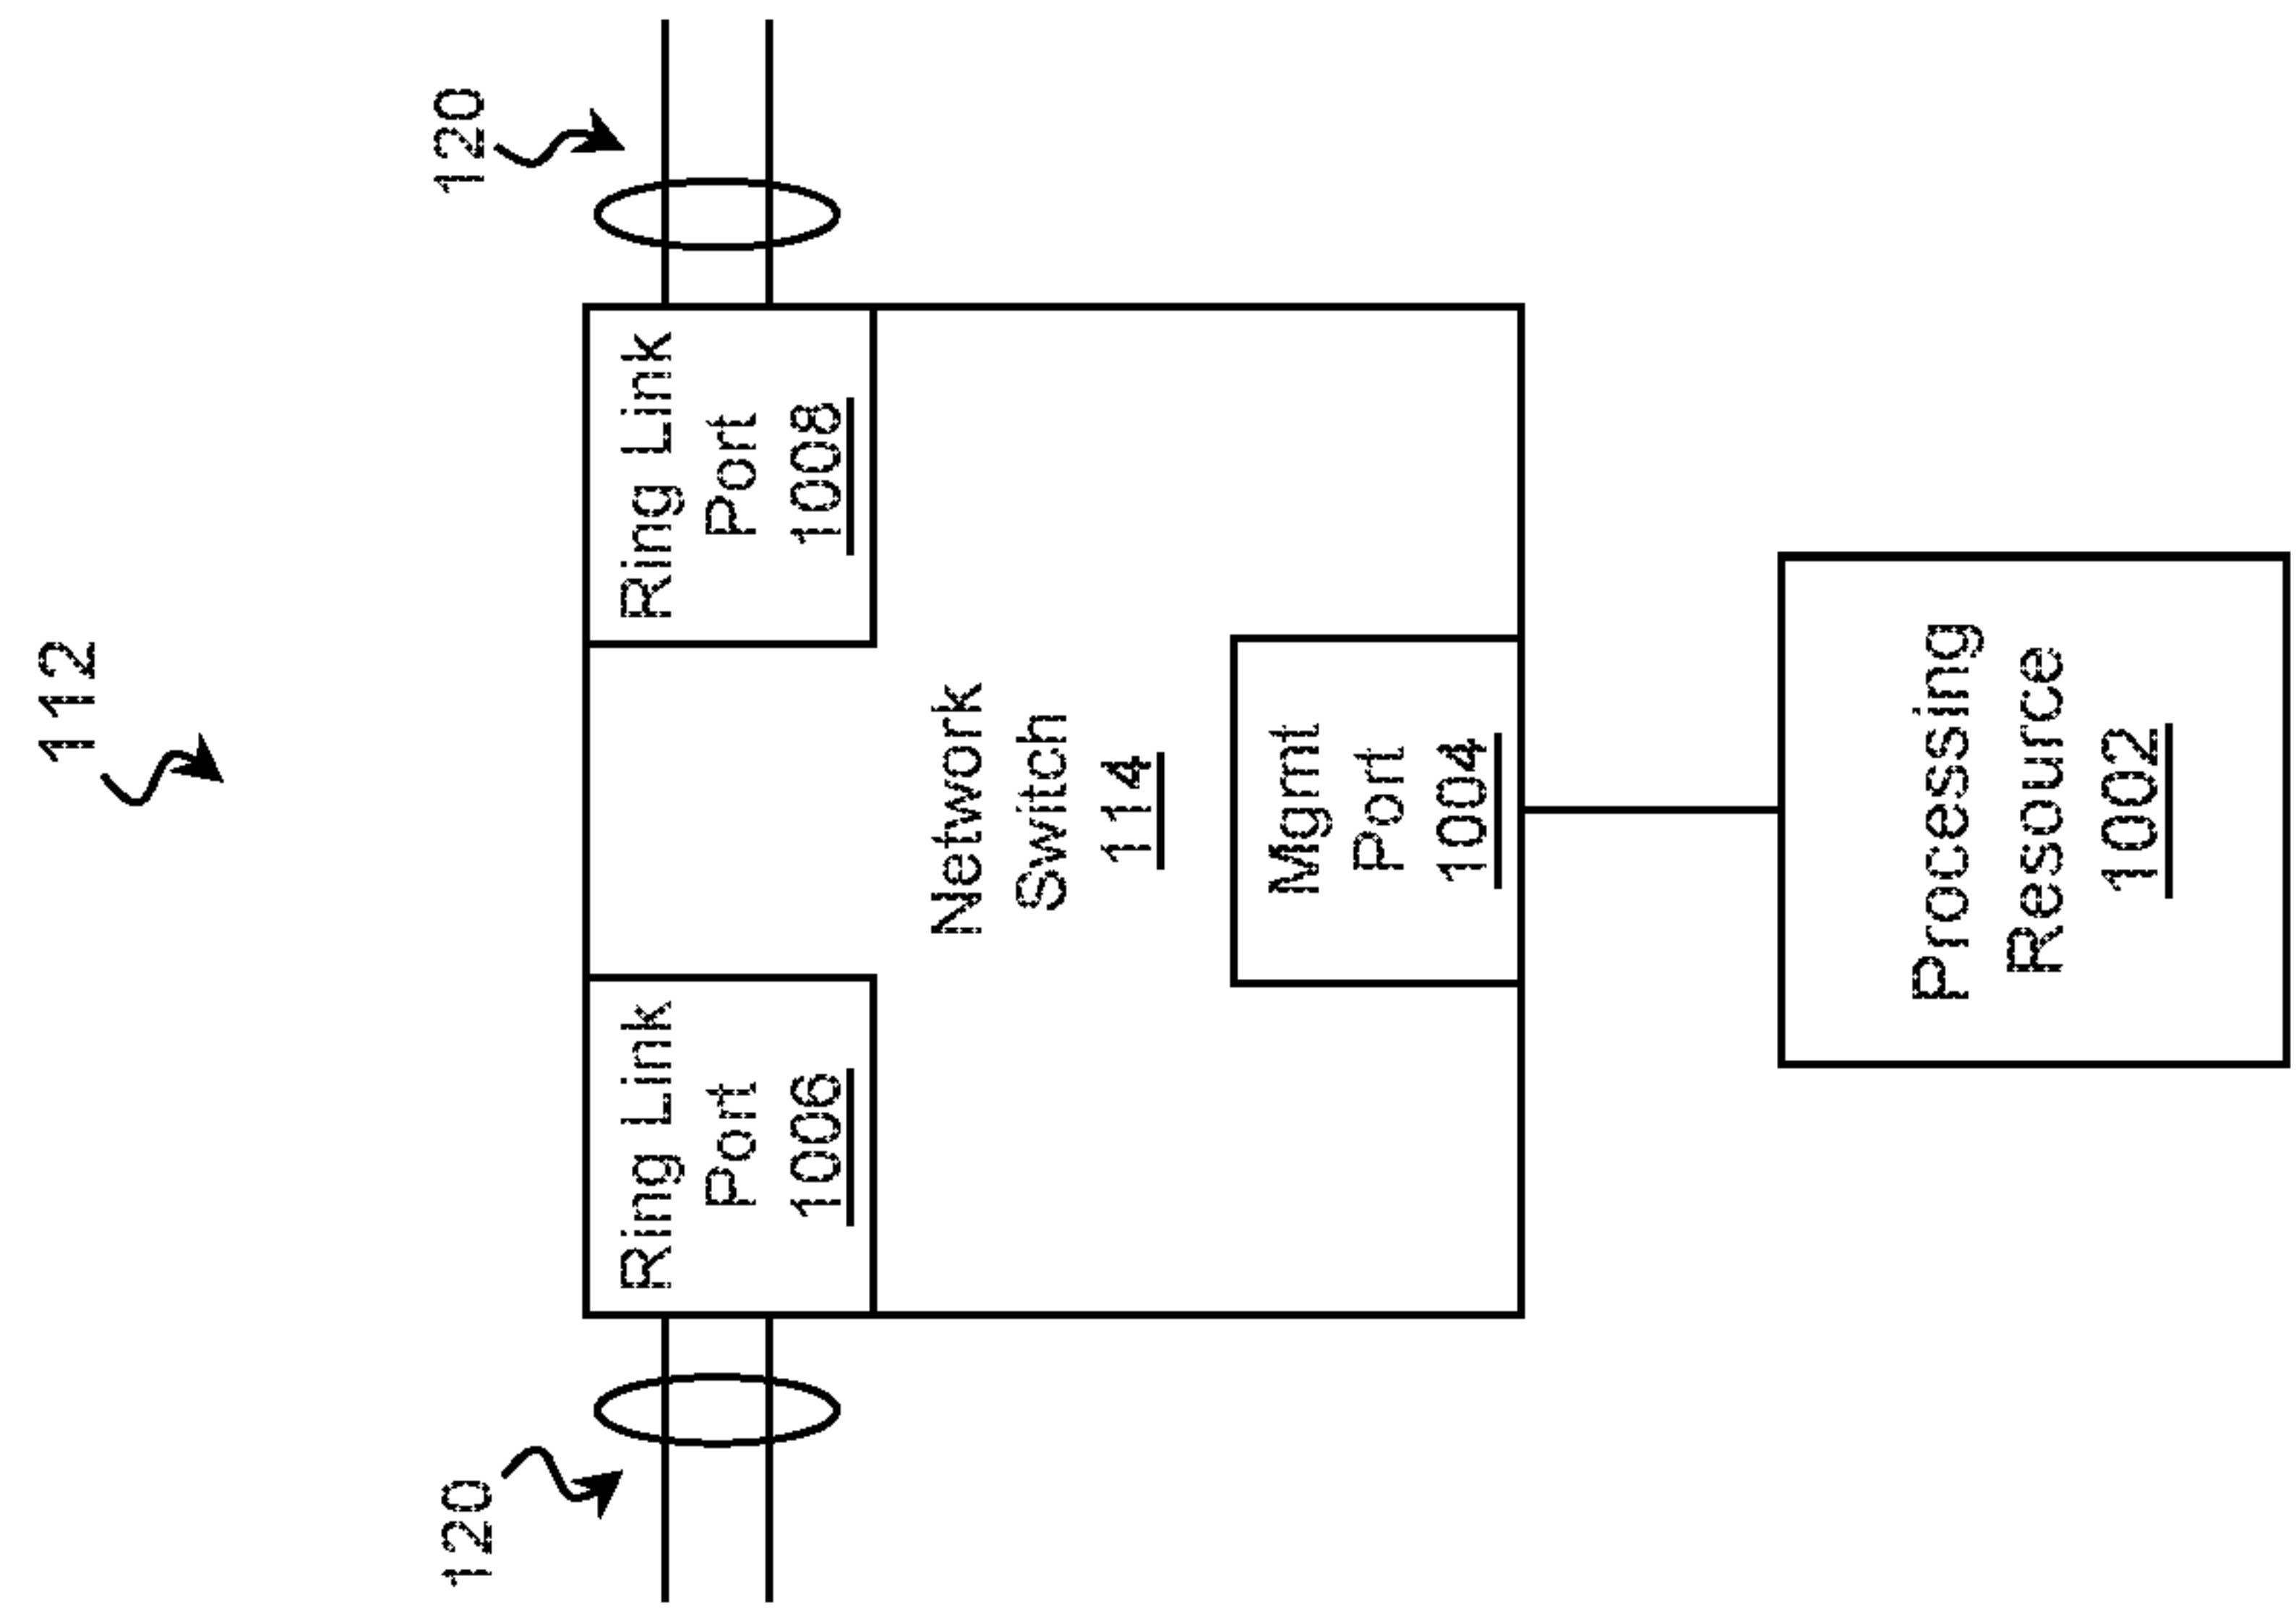 112
120
120
Ring Link
Port
1006
Ring Link
Port
1008
Network
Switch
114
Mgmt
Port
1004
Processing
Resource
1002